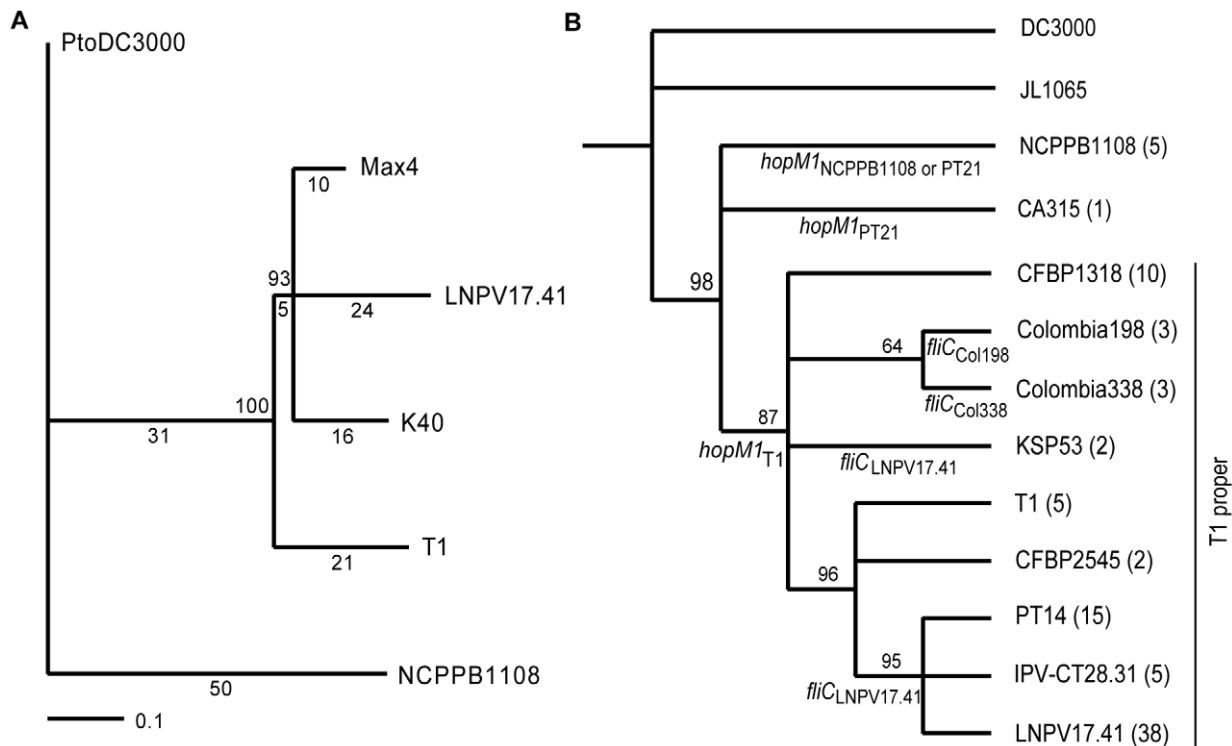 A
PtoDC3000
Max4
10
93
5
LNPV17.41
24
100
31
K40
16
T1
21
NCPPB1108
50
0.1
B
DC3000
JL1065
NCPPB1108 (5)
hopM1NCPPB1108 or PT21
CA315 (1)
hopM1PT21
98
CFBP1318 (10)
Colombia198 (3)
64
fliCCol198
Colombia338 (3)
fliCCol338
87
hopM1T1
KSP53 (2)
fliCLNPV17.41
T1 (5)
CFBP2545 (2)
96
PT14 (15)
95
fliCLNPV17.41
IPV-CT28.31 (5)
LNPV17.41 (38)
T1 proper